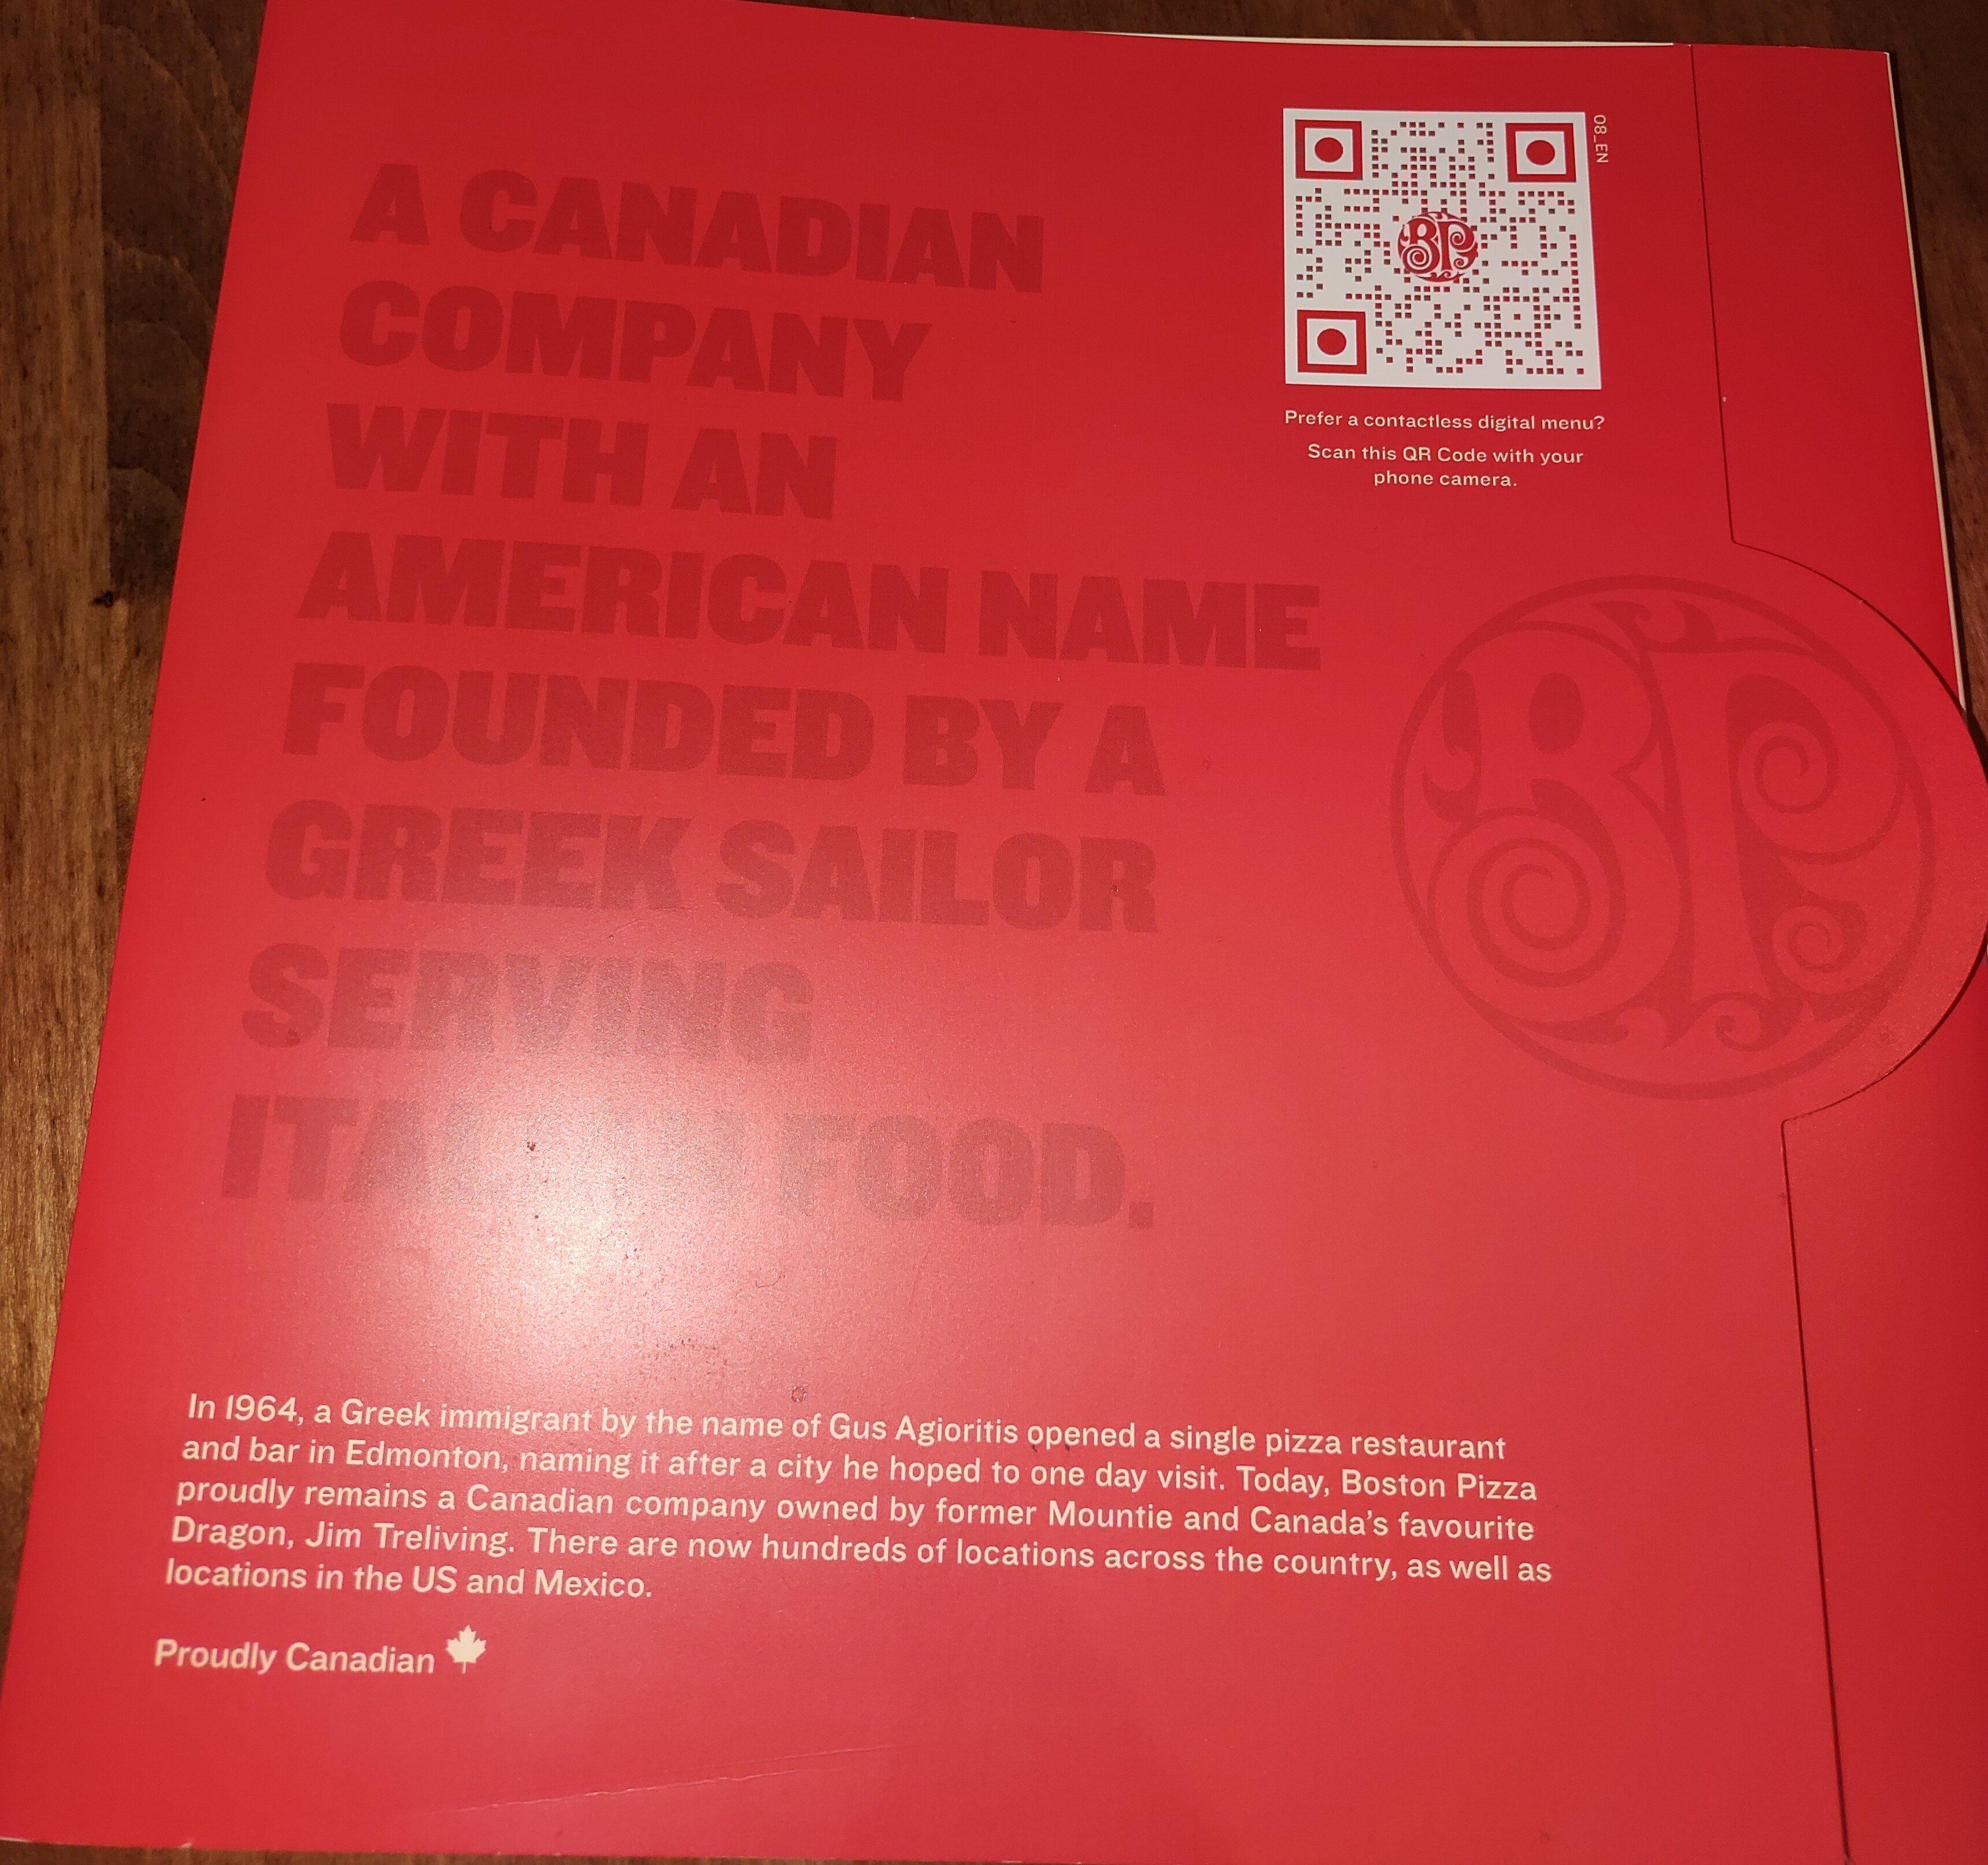 A CANADIAN
COMPANY
WITH AN
AMERICAN NAME
FOUNDED BY A
GREEK SAILOR
SERVING
ITALIAN FOOD.
08_EN
BP
Prefer a contactless digital menu?
Scan this QR Code with your
phone camera.
BP
In 1964, a Greek immigrant by the name of Gus Agioritis opened a single pizza restaurant
and bar in Edmonton, naming it after a city he hoped to one day visit. Today, Boston Pizza
proudly remains a Canadian company owned by former Mountie and Canada's favourite
Dragon, Jim Treliving. There are now hundreds of locations across the country, as well as
locations in the US and Mexico.
Proudly Canadian